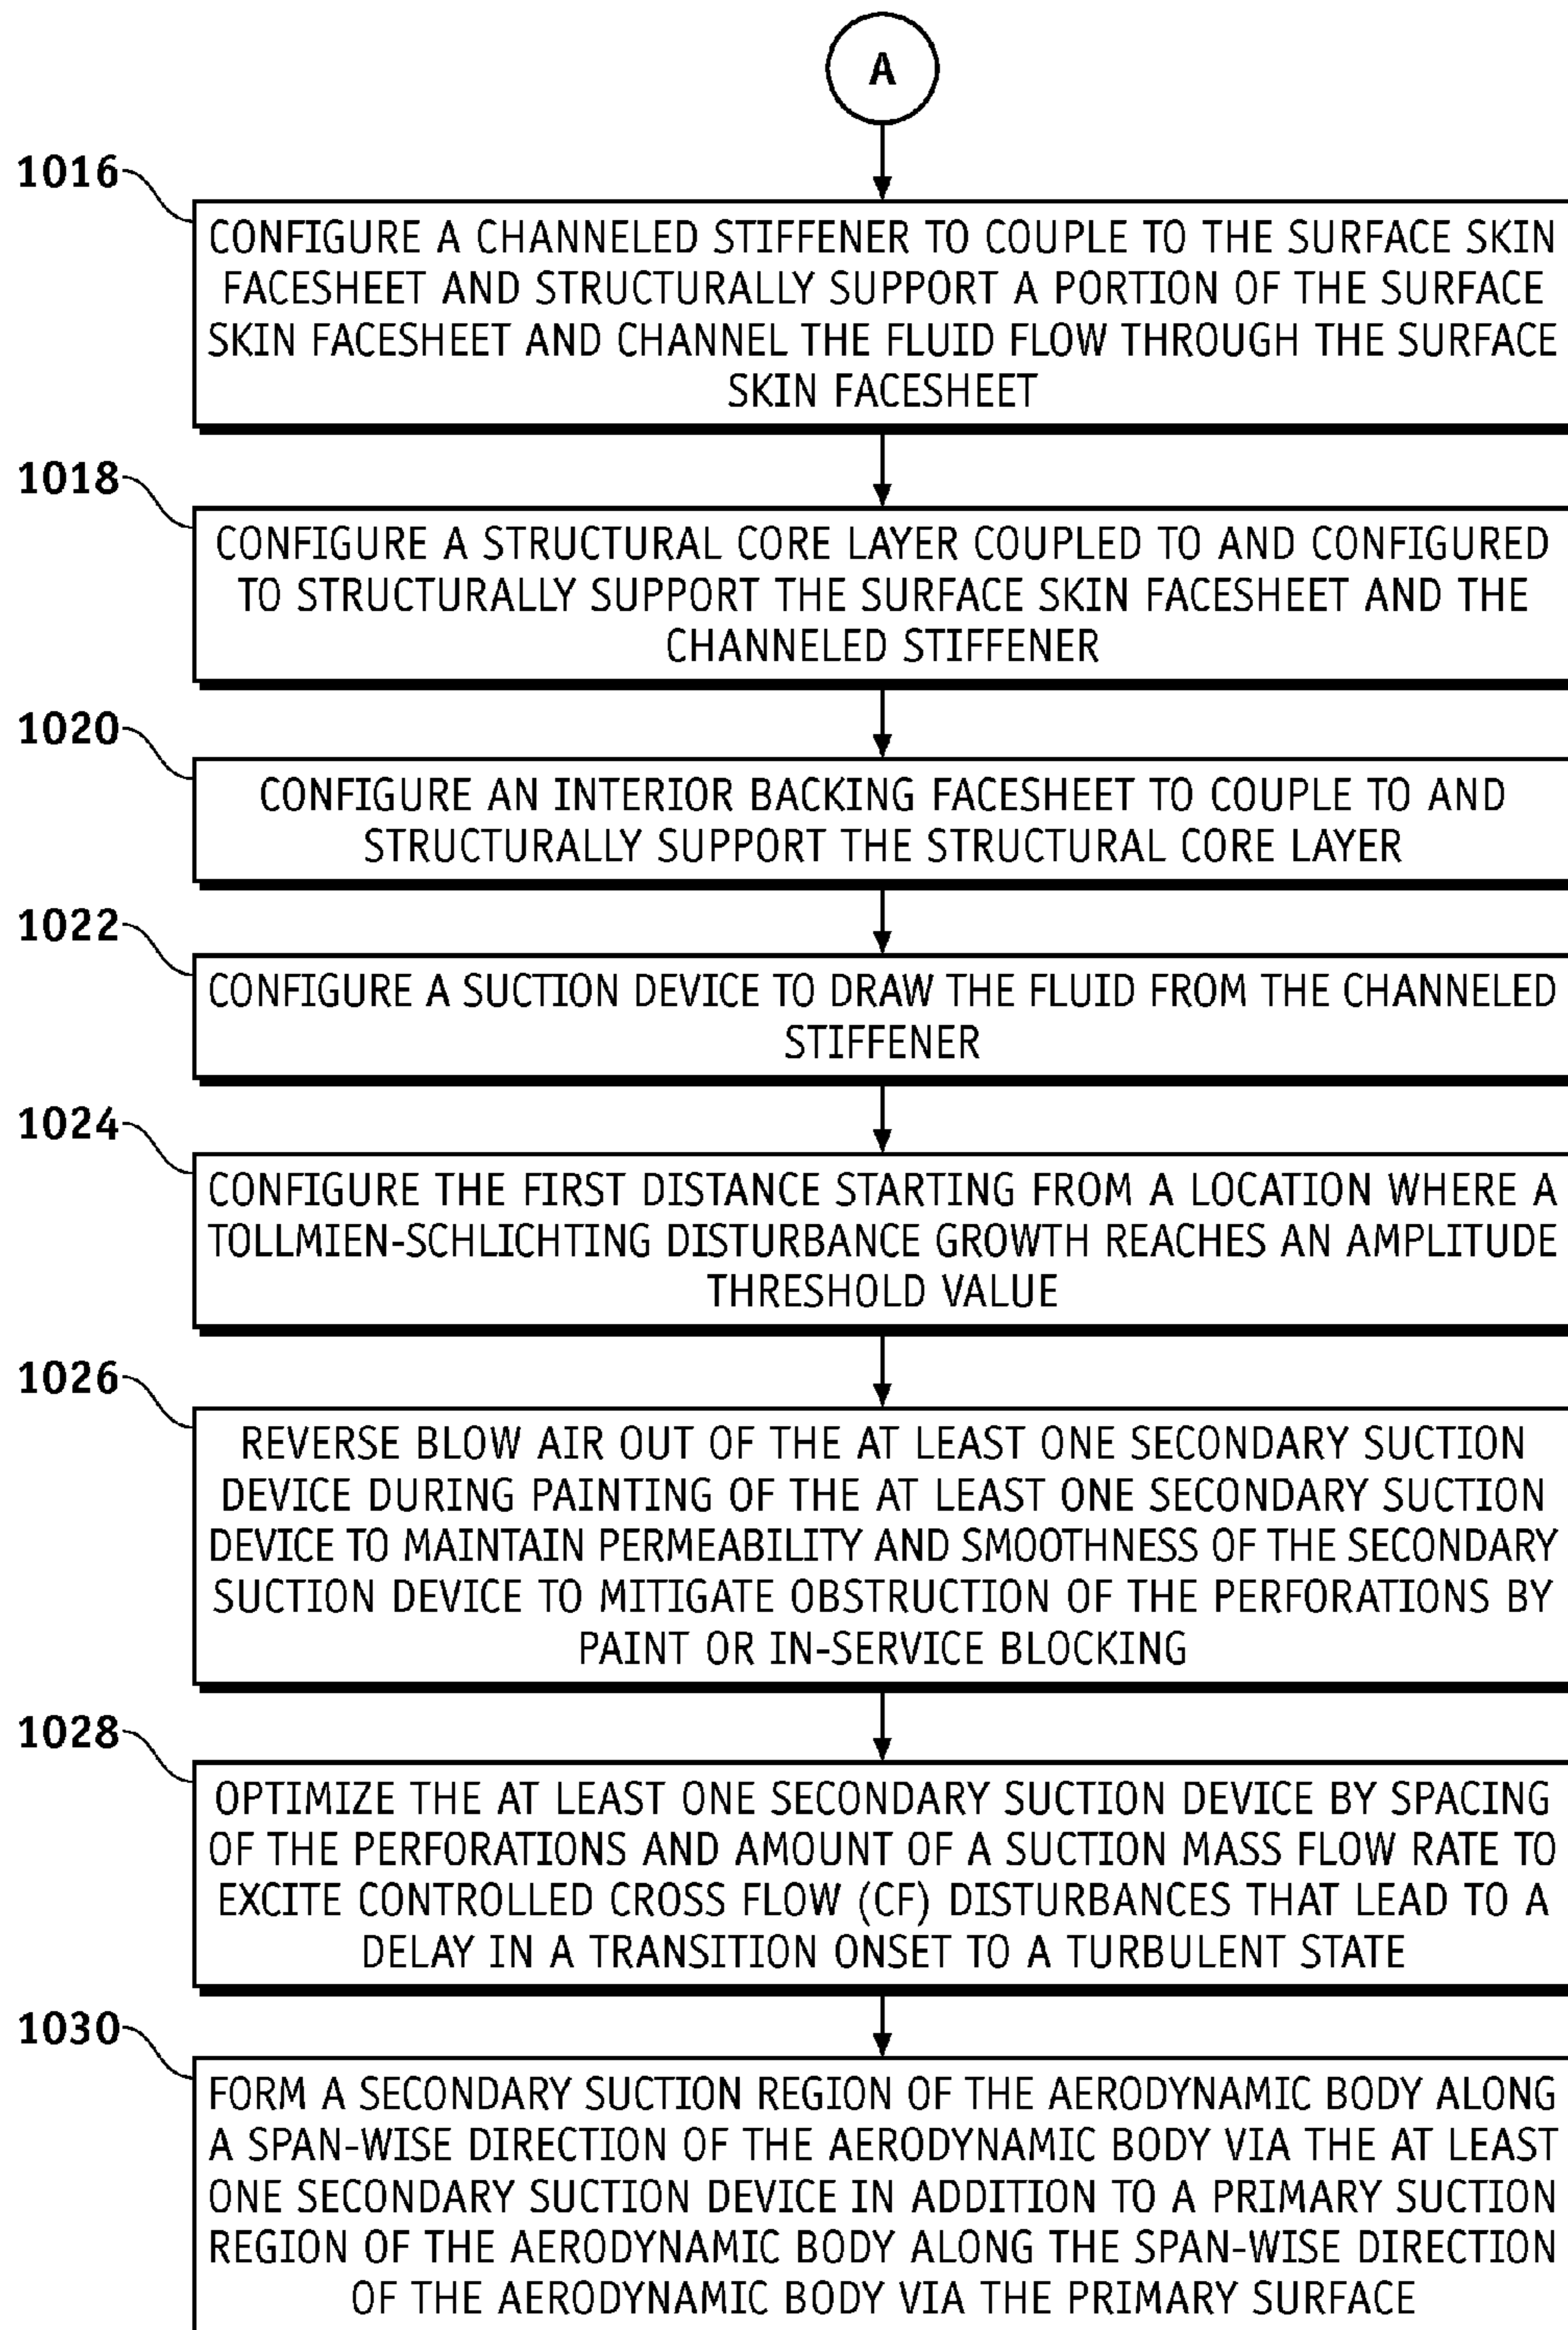 A
1016
CONFIGURE A CHANNELED STIFFENER TO COUPLE TO THE SURFACE SKIN
FACESHEET AND STRUCTURALLY SUPPORT A PORTION OF THE SURFACE
SKIN FACESHEET AND CHANNEL THE FLUID FLOW THROUGH THE SURFACE
SKIN FACESHEET
1018
CONFIGURE A STRUCTURAL CORE LAYER COUPLED TO AND CONFIGURED
TO STRUCTURALLY SUPPORT THE SURFACE SKIN FACESHEET AND THE
CHANNELED STIFFENER
1020
CONFIGURE AN INTERIOR BACKING FACESHEET TO COUPLE TO AND
STRUCTURALLY SUPPORT THE STRUCTURAL CORE LAYER
1022
CONFIGURE A SUCTION DEVICE TO DRAW THE FLUID FROM THE CHANNELED
STIFFENER
1024
CONFIGURE THE FIRST DISTANCE STARTING FROM A LOCATION WHERE A
TOLLMIEN-SCHLICHTING DISTURBANCE GROWTH REACHES AN AMPLITUDE
THRESHOLD VALUE
1026
REVERSE BLOW AIR OUT OF THE AT LEAST ONE SECONDARY SUCTION
DEVICE DURING PAINTING OF THE AT LEAST ONE SECONDARY SUCTION
DEVICE TO MAINTAIN PERMEABILITY AND SMOOTHNESS OF THE SECONDARY
SUCTION DEVICE TO MITIGATE OBSTRUCTION OF THE PERFORATIONS BY
PAINT OR IN-SERVICE BLOCKING
1028
OPTIMIZE THE AT LEAST ONE SECONDARY SUCTION DEVICE BY SPACING
OF THE PERFORATIONS AND AMOUNT OF A SUCTION MASS FLOW RATE TO
EXCITE CONTROLLED CROSS FLOW (CF) DISTURBANCES THAT LEAD TO A
DELAY IN A TRANSITION ONSET TO A TURBULENT STATE
1030
FORM A SECONDARY SUCTION REGION OF THE AERODYNAMIC BODY ALONG
A SPAN-WISE DIRECTION OF THE AERODYNAMIC BODY VIA THE AT LEAST
ONE SECONDARY SUCTION DEVICE IN ADDITION TO A PRIMARY SUCTION
REGION OF THE AERODYNAMIC BODY ALONG THE SPAN-WISE DIRECTION
OF THE AERODYNAMIC BODY VIA THE PRIMARY SURFACE